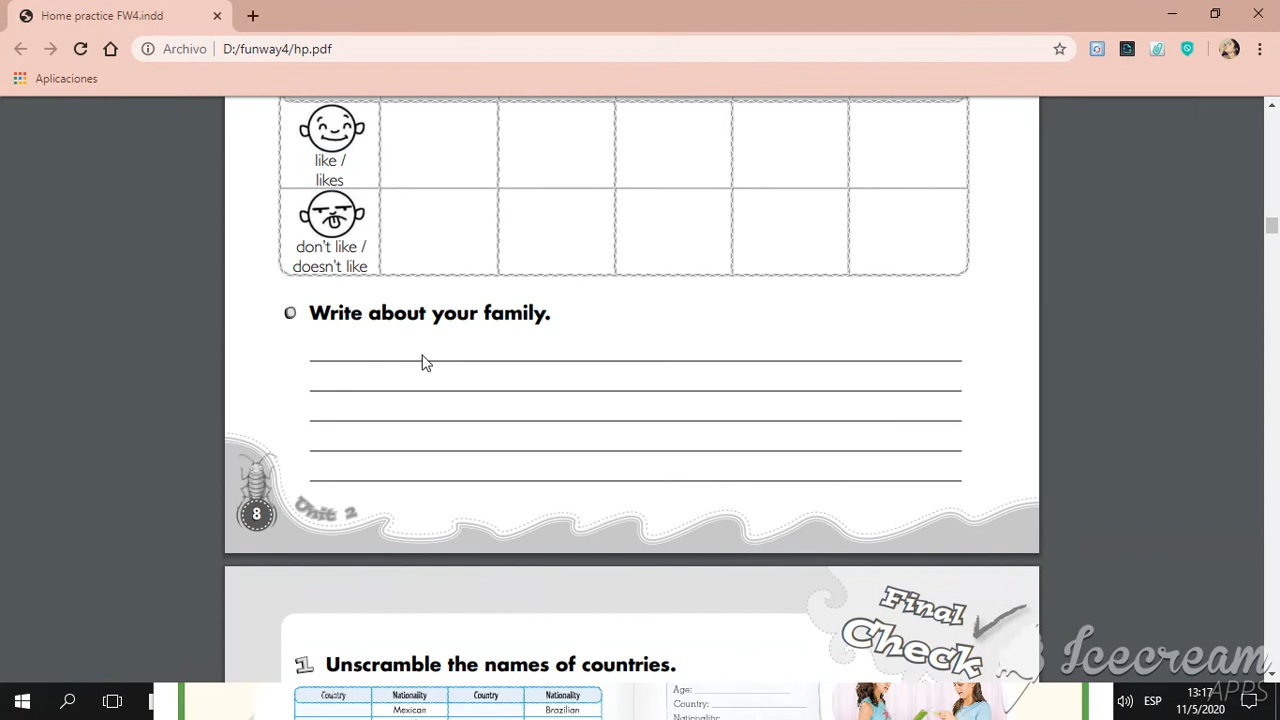 Home practice FW4.indd
Archivo
D:/funway4/hp.pdf
Aplicaciones
like /
likes
don't like /
doesn't like
Write about your family.
8
Unit 2
Final
Check
1 Unscramble the names of countries.
Country Nationality Country Nationality
Mexican Brazilian
Age:
Country:
Nationality:
Icecream
APPS
ESP
13:17
11/5/2020